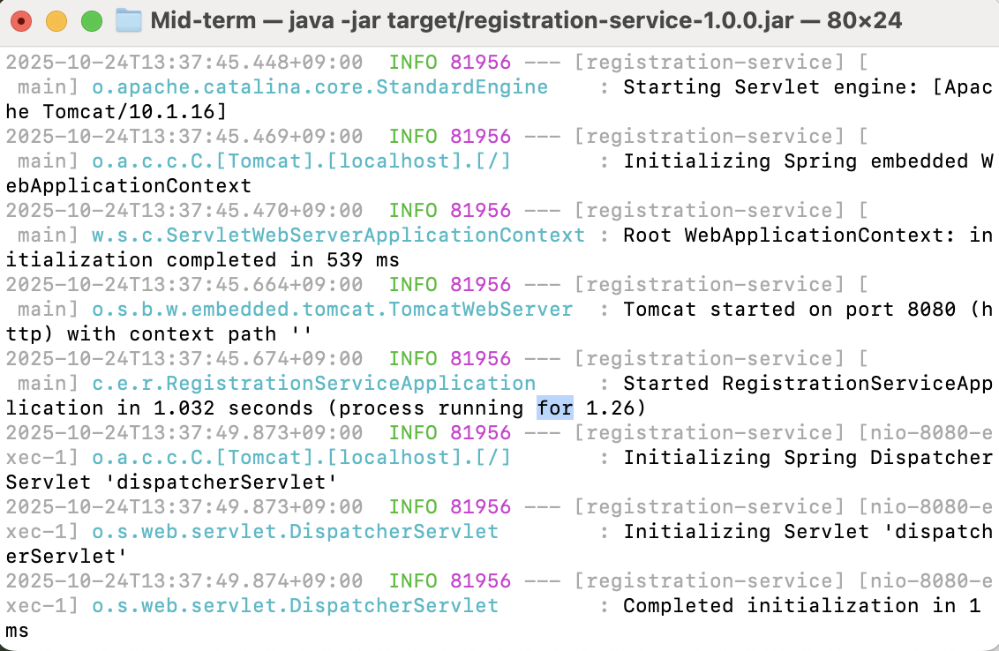 Mid-term — java -jar target/registration-service-1.0.0.jar — 80×24
2025-10-24T13:37:45.448+09:00  INFO 81956 --- [registration-service] [
 main] o.apache.catalina.core.StandardEngine    : Starting Servlet engine: [Apac
he Tomcat/10.1.16]
2025-10-24T13:37:45.469+09:00  INFO 81956 --- [registration-service] [
 main] o.a.c.c.C.[Tomcat].[localhost].[/]       : Initializing Spring embedded W
ebApplicationContext
2025-10-24T13:37:45.470+09:00  INFO 81956 --- [registration-service] [
 main] w.s.c.ServletWebServerApplicationContext : Root WebApplicationContext: in
itialization completed in 539 ms
2025-10-24T13:37:45.664+09:00  INFO 81956 --- [registration-service] [
 main] o.s.b.w.embedded.tomcat.TomcatWebServer  : Tomcat started on port 8080 (h
ttp) with context path ''
2025-10-24T13:37:45.674+09:00  INFO 81956 --- [registration-service] [
 main] c.e.r.RegistrationServiceApplication     : Started RegistrationServiceApp
lication in 1.032 seconds (process running for 1.26)
2025-10-24T13:37:49.873+09:00  INFO 81956 --- [registration-service] [nio-8080-e
xec-1] o.a.c.c.C.[Tomcat].[localhost].[/]       : Initializing Spring Dispatcher
Servlet 'dispatcherServlet'
2025-10-24T13:37:49.873+09:00  INFO 81956 --- [registration-service] [nio-8080-e
xec-1] o.s.web.servlet.DispatcherServlet        : Initializing Servlet 'dispatch
erServlet'
2025-10-24T13:37:49.874+09:00  INFO 81956 --- [registration-service] [nio-8080-e
xec-1] o.s.web.servlet.DispatcherServlet        : Completed initialization in 1
ms